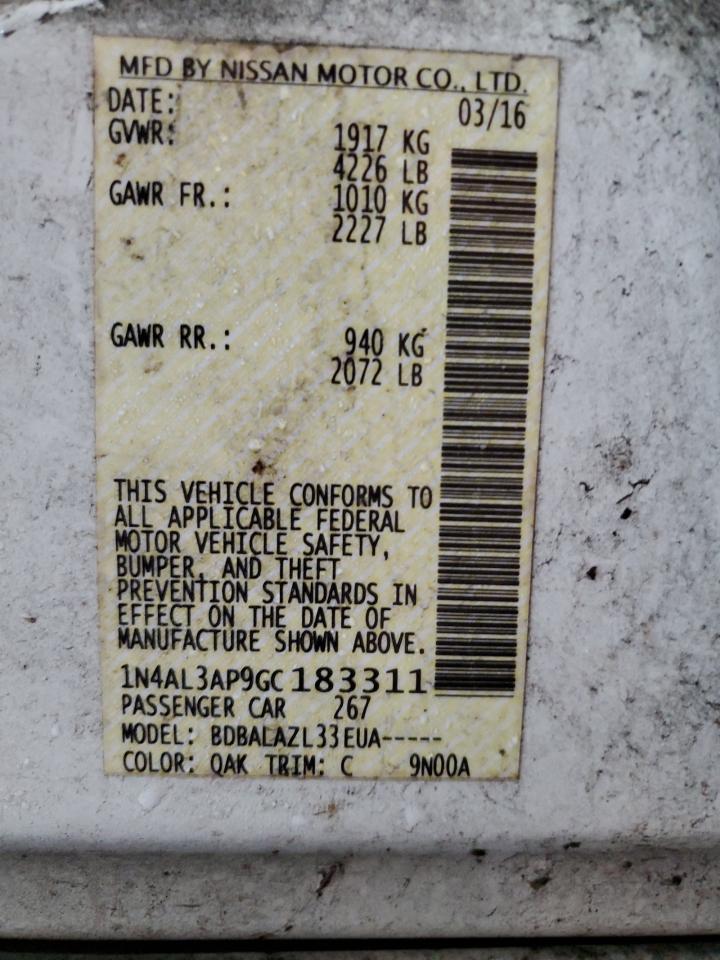 MFD BY NISSAN MOTOR CO., LTD.
DATE: 03/16
GVWR: 1917 KG
4226 LB
GAWR FR.: 1010 KG
2227 LB
GAWR RR.: 940 KG
2072 LB
THIS VEHICLE CONFORMS TO
ALL APPLICABLE FEDERAL
MOTOR VEHICLE SAFETY,
BUMPER, AND THEFT
PREVENTION STANDARDS IN
EFFECT ON THE DATE OF
MANUFACTURE SHOWN ABOVE.
1N4AL3AP9GC183311
PASSENGER CAR 267
MODEL: BDBALAZL33EUA-----
COLOR: QAK TRIM: C 9N00A